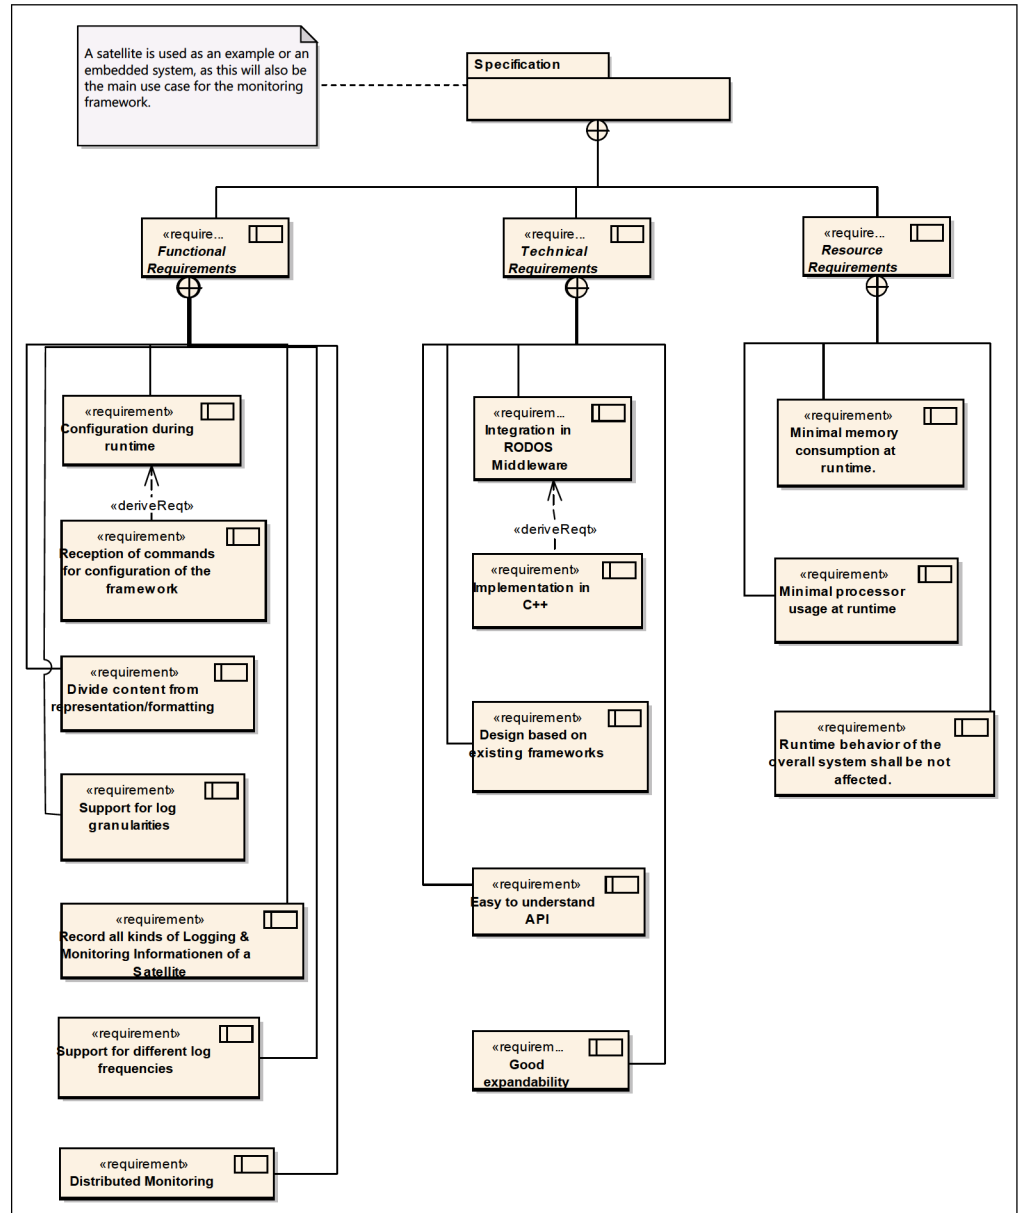 A satellite is used as an example or an
embedded system, as this will also be
the main use case for the monitoring
framework.
Specification
«require...
Functional
Requirements
«require...
Technical
Requirements
«require...
Resource
Requirements
«requirement»
Configuration during
runtime
«deriveReqt»
«requirement»
Reception of commands
for configuration of the
framework
«requirement»
Divide content from
representation/formatting
«requirement»
Support for log
granularities
«requirement»
Record all kinds of Logging &
Monitoring Informationen of a
Satellite
«requirement»
Support for different log
frequencies
«requirement»
Distributed Monitoring
«requirem...
Integration in
RODOS
Middleware
«deriveReqt»
«requirement»
Implementation in
C++
«requirement»
Design based on
existing frameworks
«requirement»
Easy to understand
API
«requirem...
Good
expandability
«requirement»
Minimal memory
consumption at
runtime.
«requirement»
Minimal processor
usage at runtime
«requirement»
Runtime behavior of the
overall system shall be not
affected.